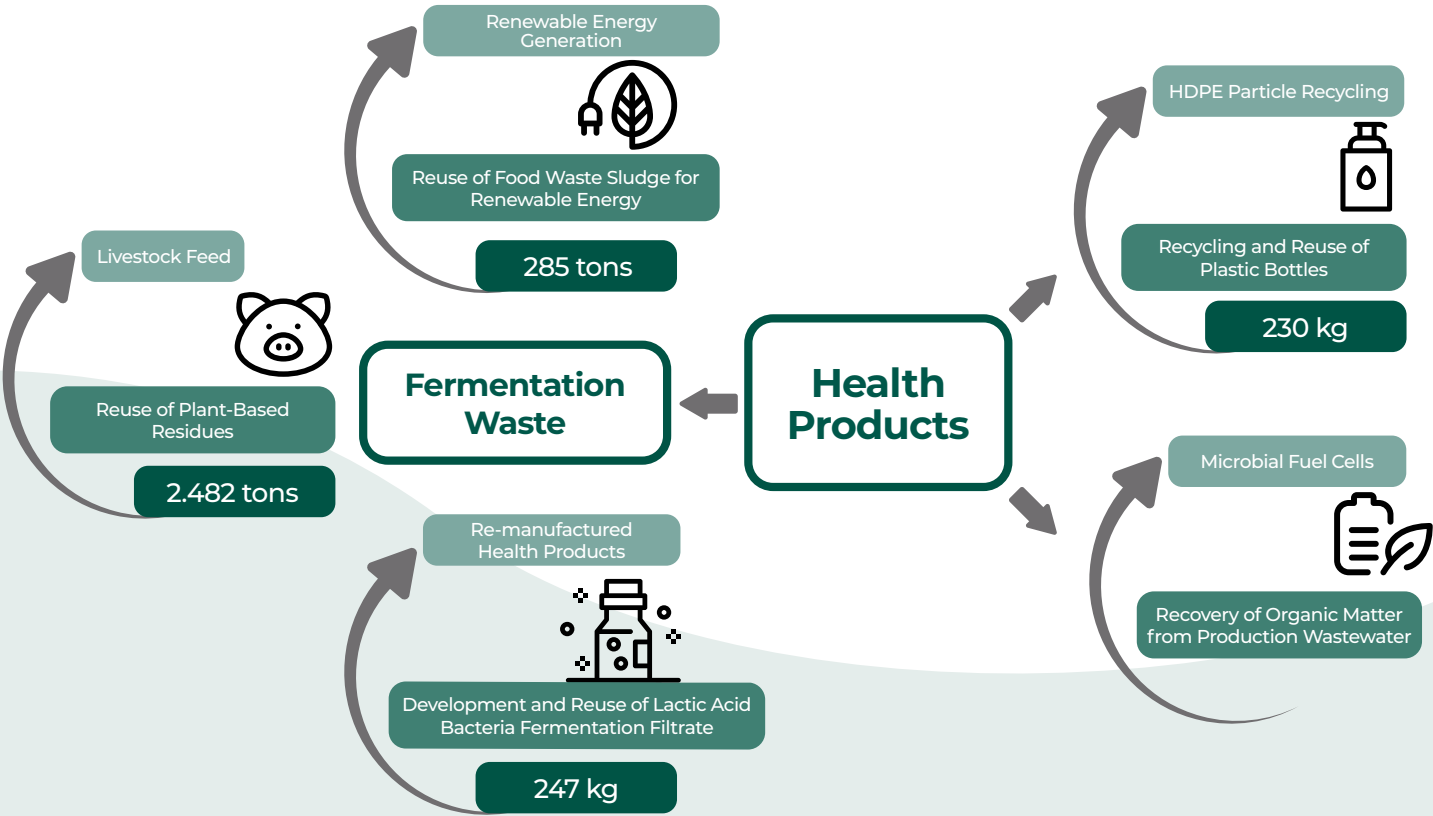 Renewable Energy
Generation
Reuse of Food Waste Sludge for
Renewable Energy
285 tons
Livestock Feed
Reuse of Plant-Based
Residues
2.482 tons
Fermentation
Waste
Health
Products
Re-manufactured
Health Products
Development and Reuse of Lactic Acid
Bacteria Fermentation Filtrate
247 kg
HDPE Particle Recycling
Recycling and Reuse of
Plastic Bottles
230 kg
Microbial Fuel Cells
Recovery of Organic Matter
from Production Wastewater